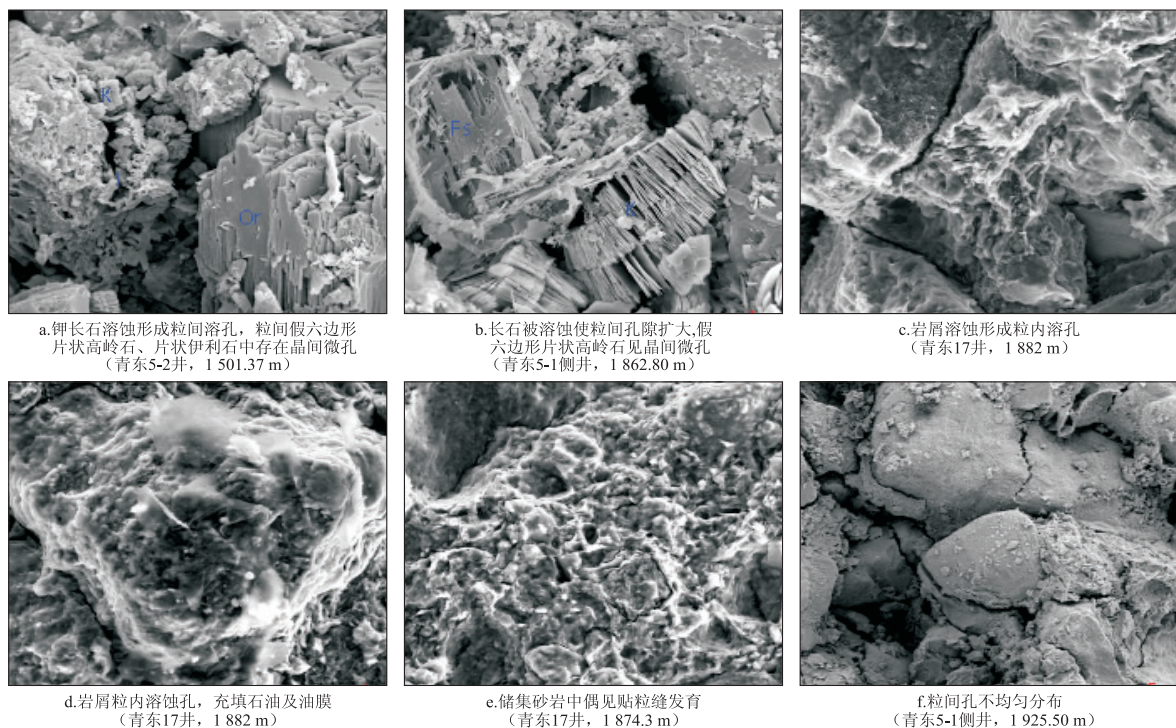 K
I
Or
Fs
K
a.钾长石溶蚀形成粒间溶孔，粒间假六边形
片状高岭石、片状伊利石中存在晶间微孔
（青东5-2井，1 501.37 m）
b.长石被溶蚀使粒间孔隙扩大,假
六边形片状高岭石见晶间微孔
（青东5-1侧井，1 862.80 m）
c.岩屑溶蚀形成粒内溶孔
（青东17井，1 882 m）
d.岩屑粒内溶蚀孔，充填石油及油膜
（青东17井，1 882 m）
e.储集砂岩中偶见贴粒缝发育
（青东17井，1 874.3 m）
f.粒间孔不均匀分布
（青东5-1侧井，1 925.50 m）